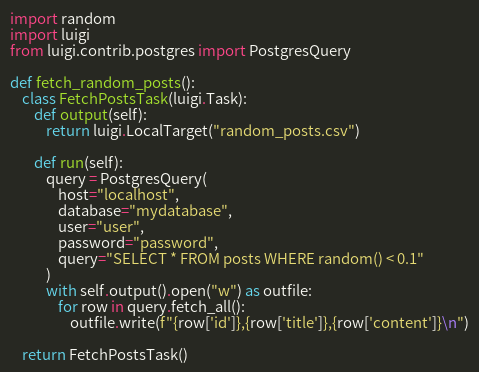 import random
import luigi
from luigi.contrib.postgres import PostgresQuery

def fetch_random_posts():
    class FetchPostsTask(luigi.Task):
        def output(self):
            return luigi.LocalTarget("random_posts.csv")

        def run(self):
            query = PostgresQuery(
                host="localhost",
                database="mydatabase",
                user="user",
                password="password",
                query="SELECT * FROM posts WHERE random() < 0.1"
            )
            with self.output().open("w") as outfile:
                for row in query.fetch_all():
                    outfile.write(f"{row['id']},{row['title']},{row['content']}\n")

    return FetchPostsTask()